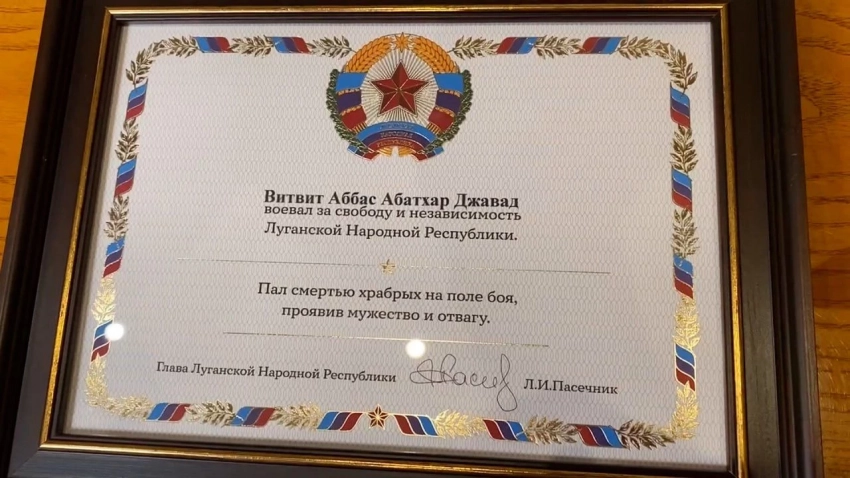 Витвит Аббас Абатхар Джавад
воевал за свободу и независимость
Луганской Народной Республики.
Пал смертью храбрых на поле боя,
проявив мужество и отвагу.
Глава Луганской Народной Республики
Л.И.Пасечник